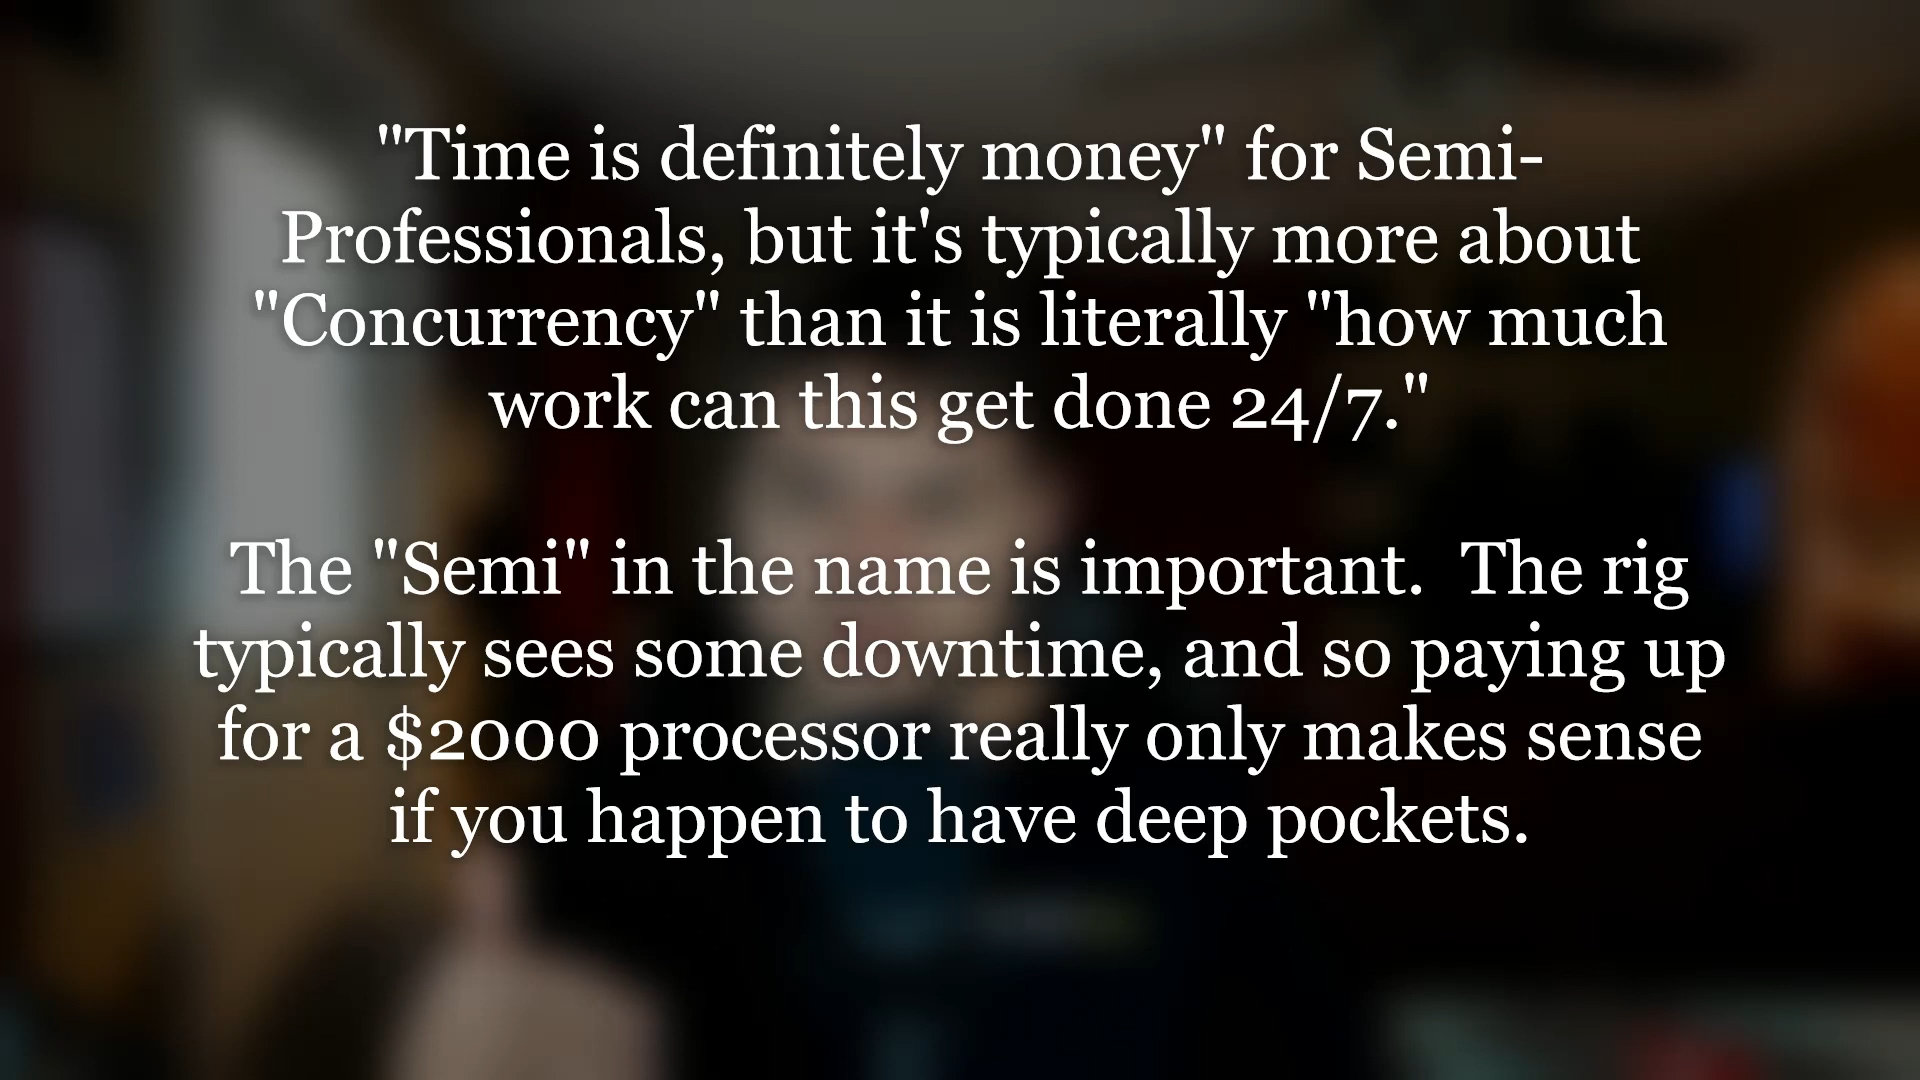 "Time is definitely money" for Semi-
Professionals, but it's typically more about
"Concurrency" than it is literally "how much
work can this get done 24/7."
The "Semi" in the name is important.  The rig
typically sees some downtime, and so paying up
for a $2000 processor really only makes sense
if you happen to have deep pockets.